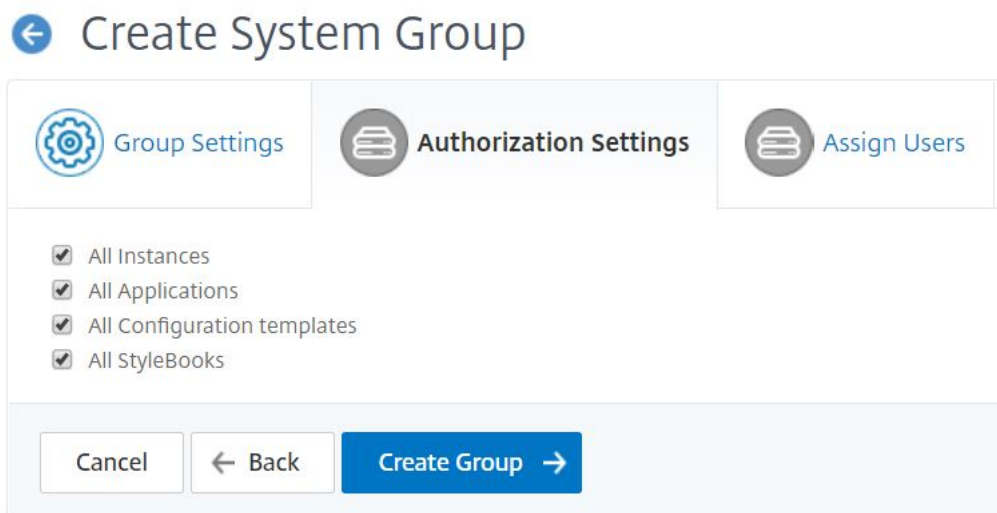 Create System Group
Group Settings
Authorization Settings
Assign Users
All Instances
All Applications
All Configuration templates
All StyleBooks
Cancel
Back
Create Group